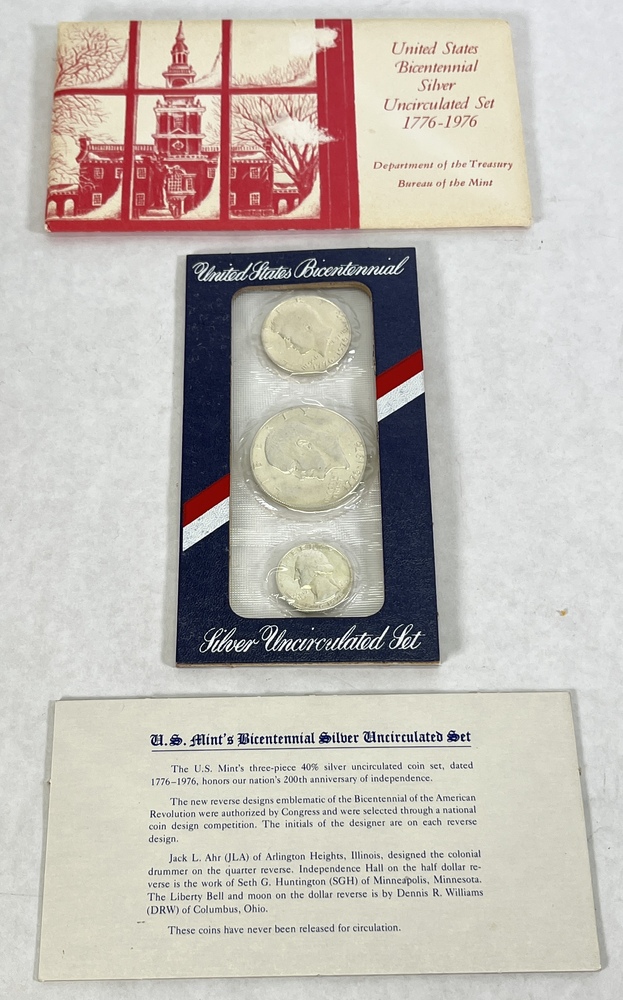 United States
Bicentennial
Silver
Uncirculated Set
1776-1976
Department of the Treasury
Bureau of the Mint
United States Bicentennial
Silver Uncirculated Set
U.S. Mint's Bicentennial Silver Uncirculated Set
The U.S. Mint's three-piece 40% silver uncirculated coin set, dated
1776–1976, honors our nation's 200th anniversary of independence.
The new reverse designs emblematic of the Bicentennial of the American
Revolution were authorized by Congress and were selected through a national
coin design competition. The initials of the designer are on each reverse
design.
Jack L. Ahr (JLA) of Arlington Heights, Illinois, designed the colonial
drummer on the quarter reverse. Independence Hall on the half dollar re-
verse is the work of Seth G. Huntington (SGH) of Minneapolis, Minnesota.
The Liberty Bell and moon on the dollar reverse is by Dennis R. Williams
(DRW) of Columbus, Ohio.
These coins have never been released for circulation.